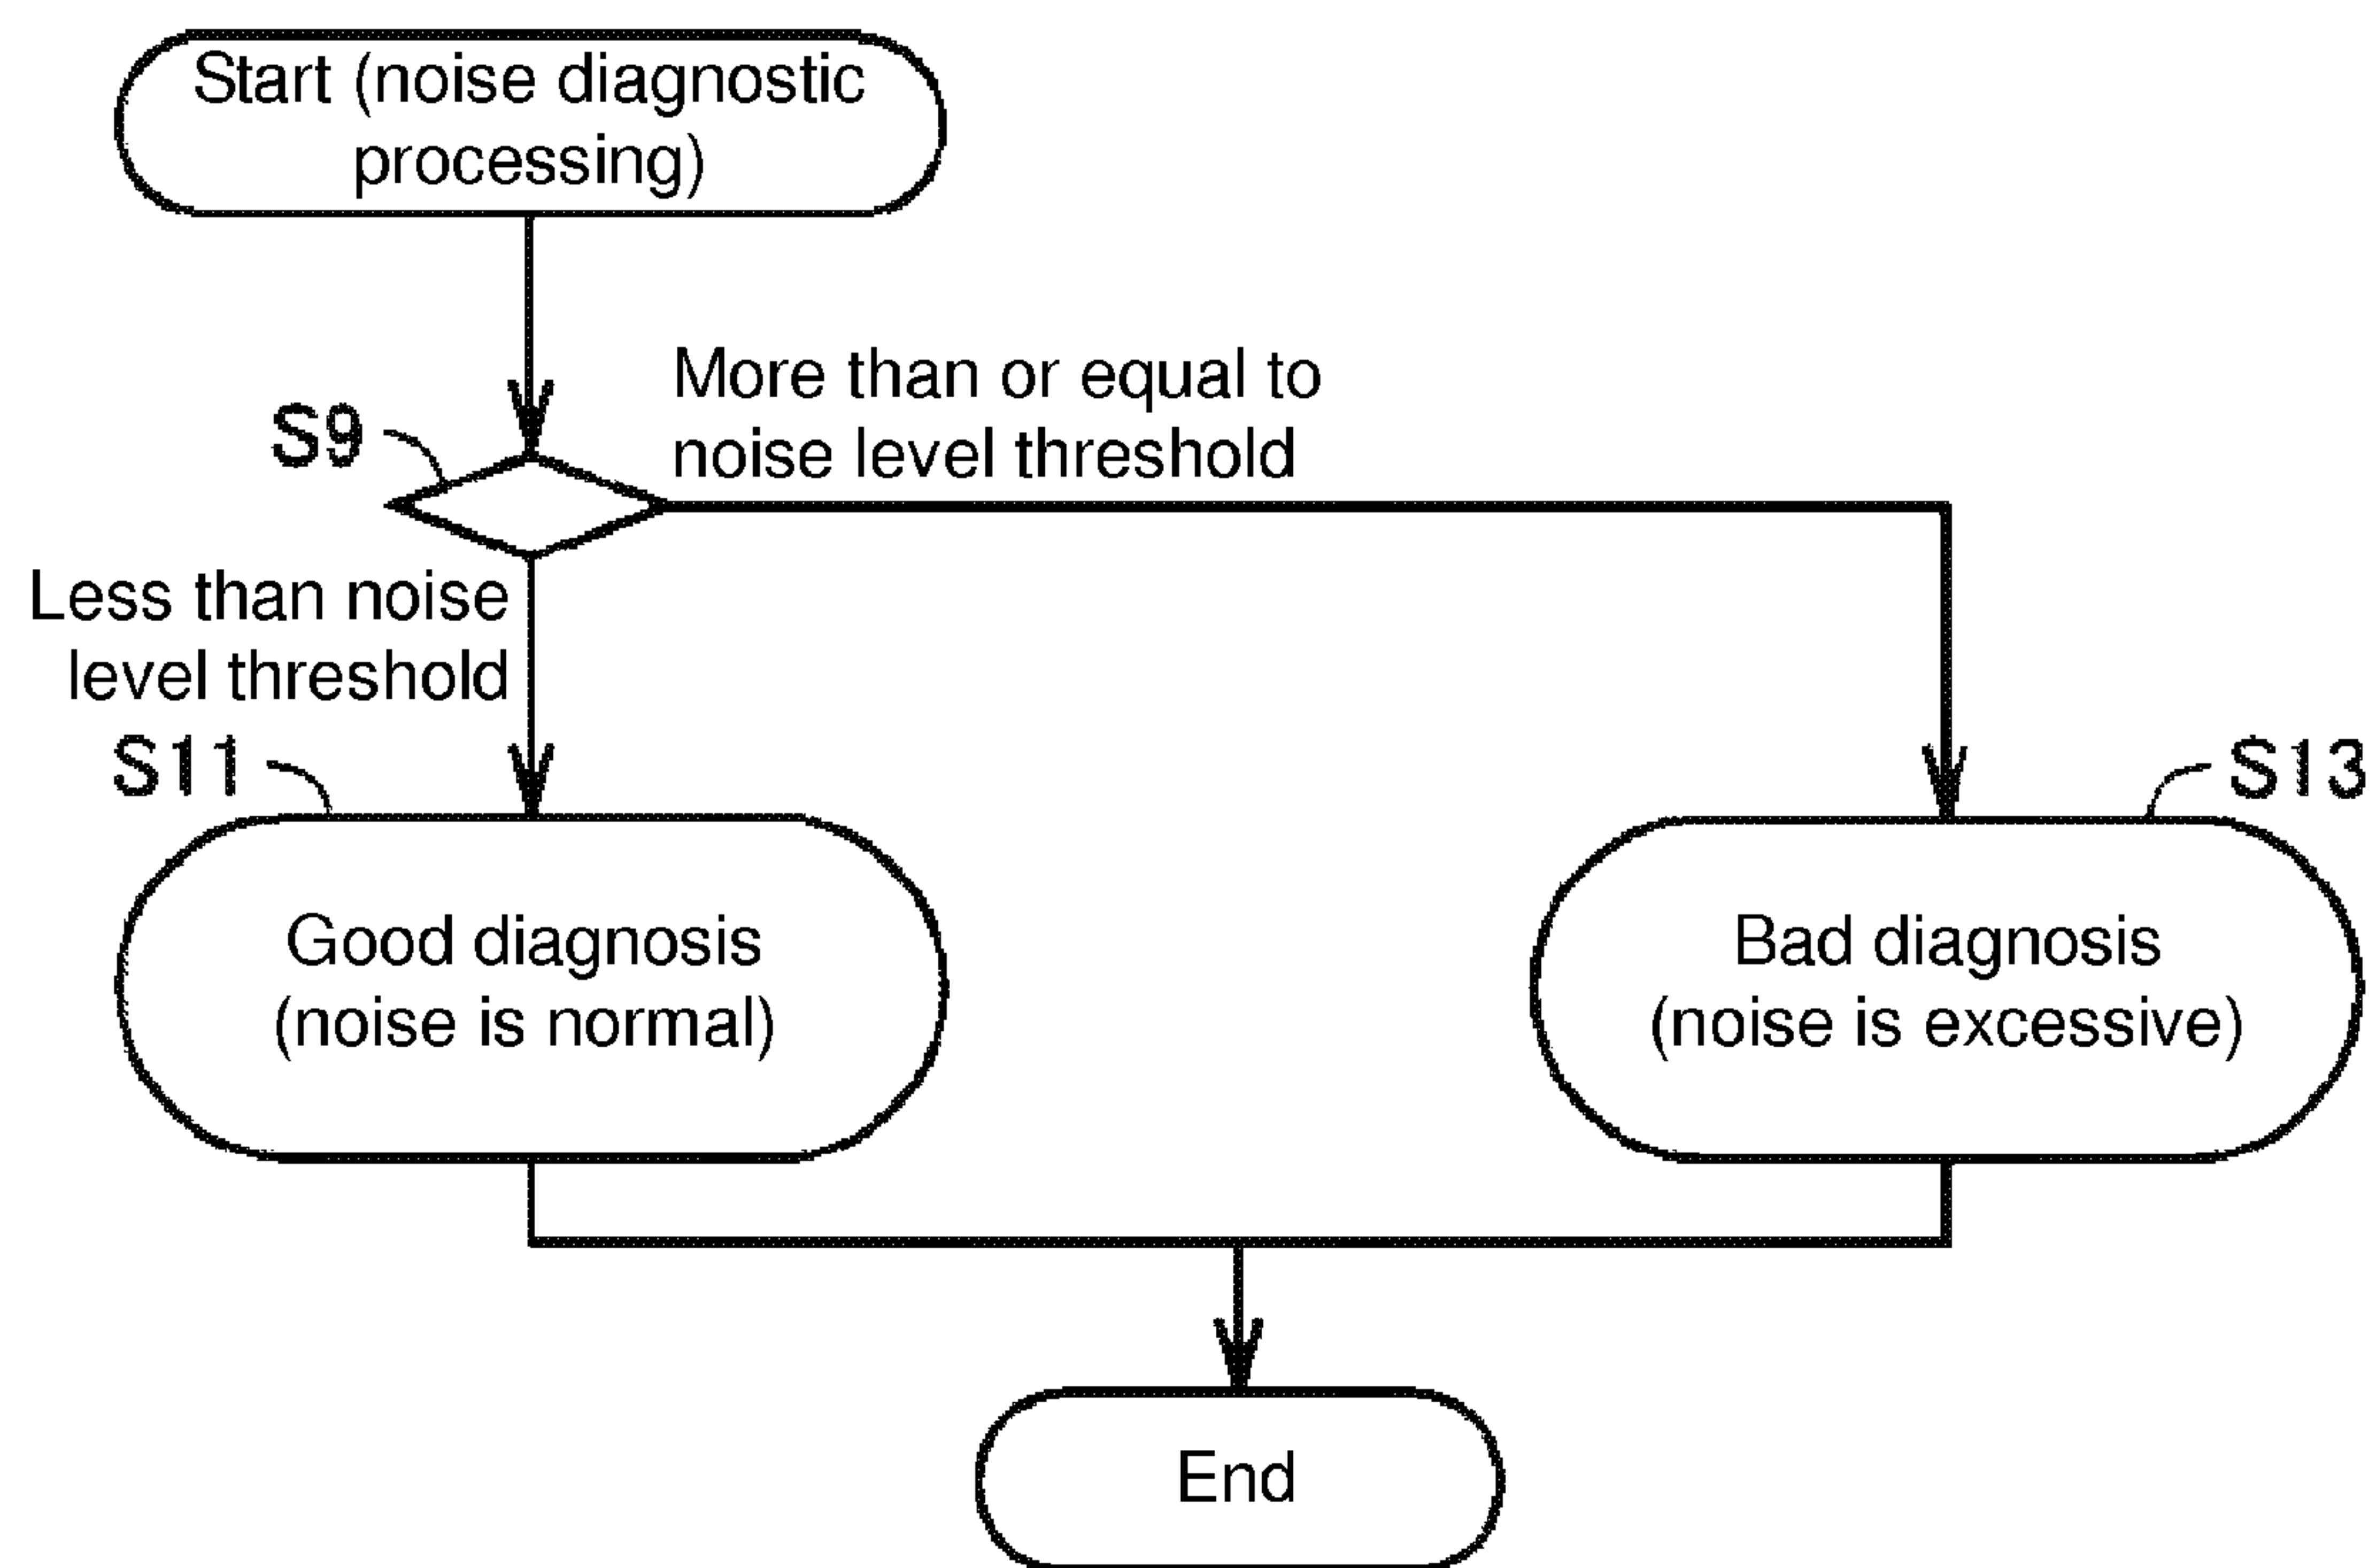 Start (noise diagnostic
processing)
More than or equal to
noise level threshold
S9
Less than noise
level threshold
S11
S13
Good diagnosis
(noise is normal)
Bad diagnosis
(noise is excessive)
End